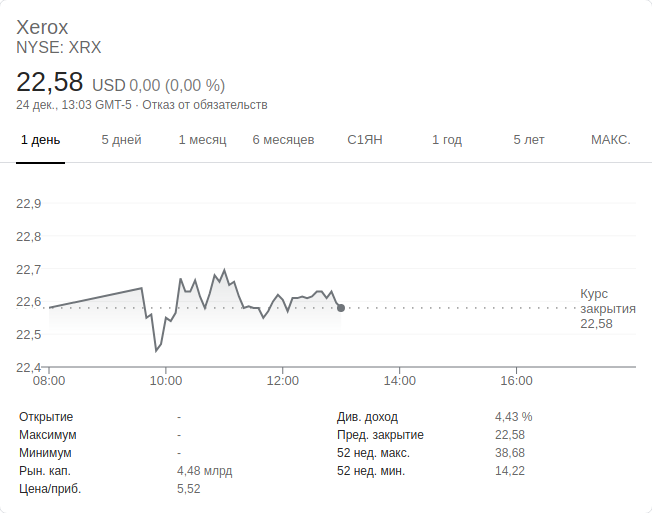 Xerox
NYSE: XRX
22,58 USD 0,00 (0,00 %)
24 дек., 13:03 GMT-5 · Отказ от обязательств
1 день 5 дней 1 месяц 6 месяцев С1ЯН 1 год 5 лет МАКС.
22,9
22,8
22,7
22,6
22,5
22,4
Курс
закрытия
22,58
08:00 10:00 12:00 14:00 16:00
Открытие - Див. доход 4,43 %
Максимум - Пред. закрытие 22,58
Минимум - 52 нед. макс. 38,68
Рын. кап. 4,48 млрд 52 нед. мин. 14,22
Цена/приб. 5,52